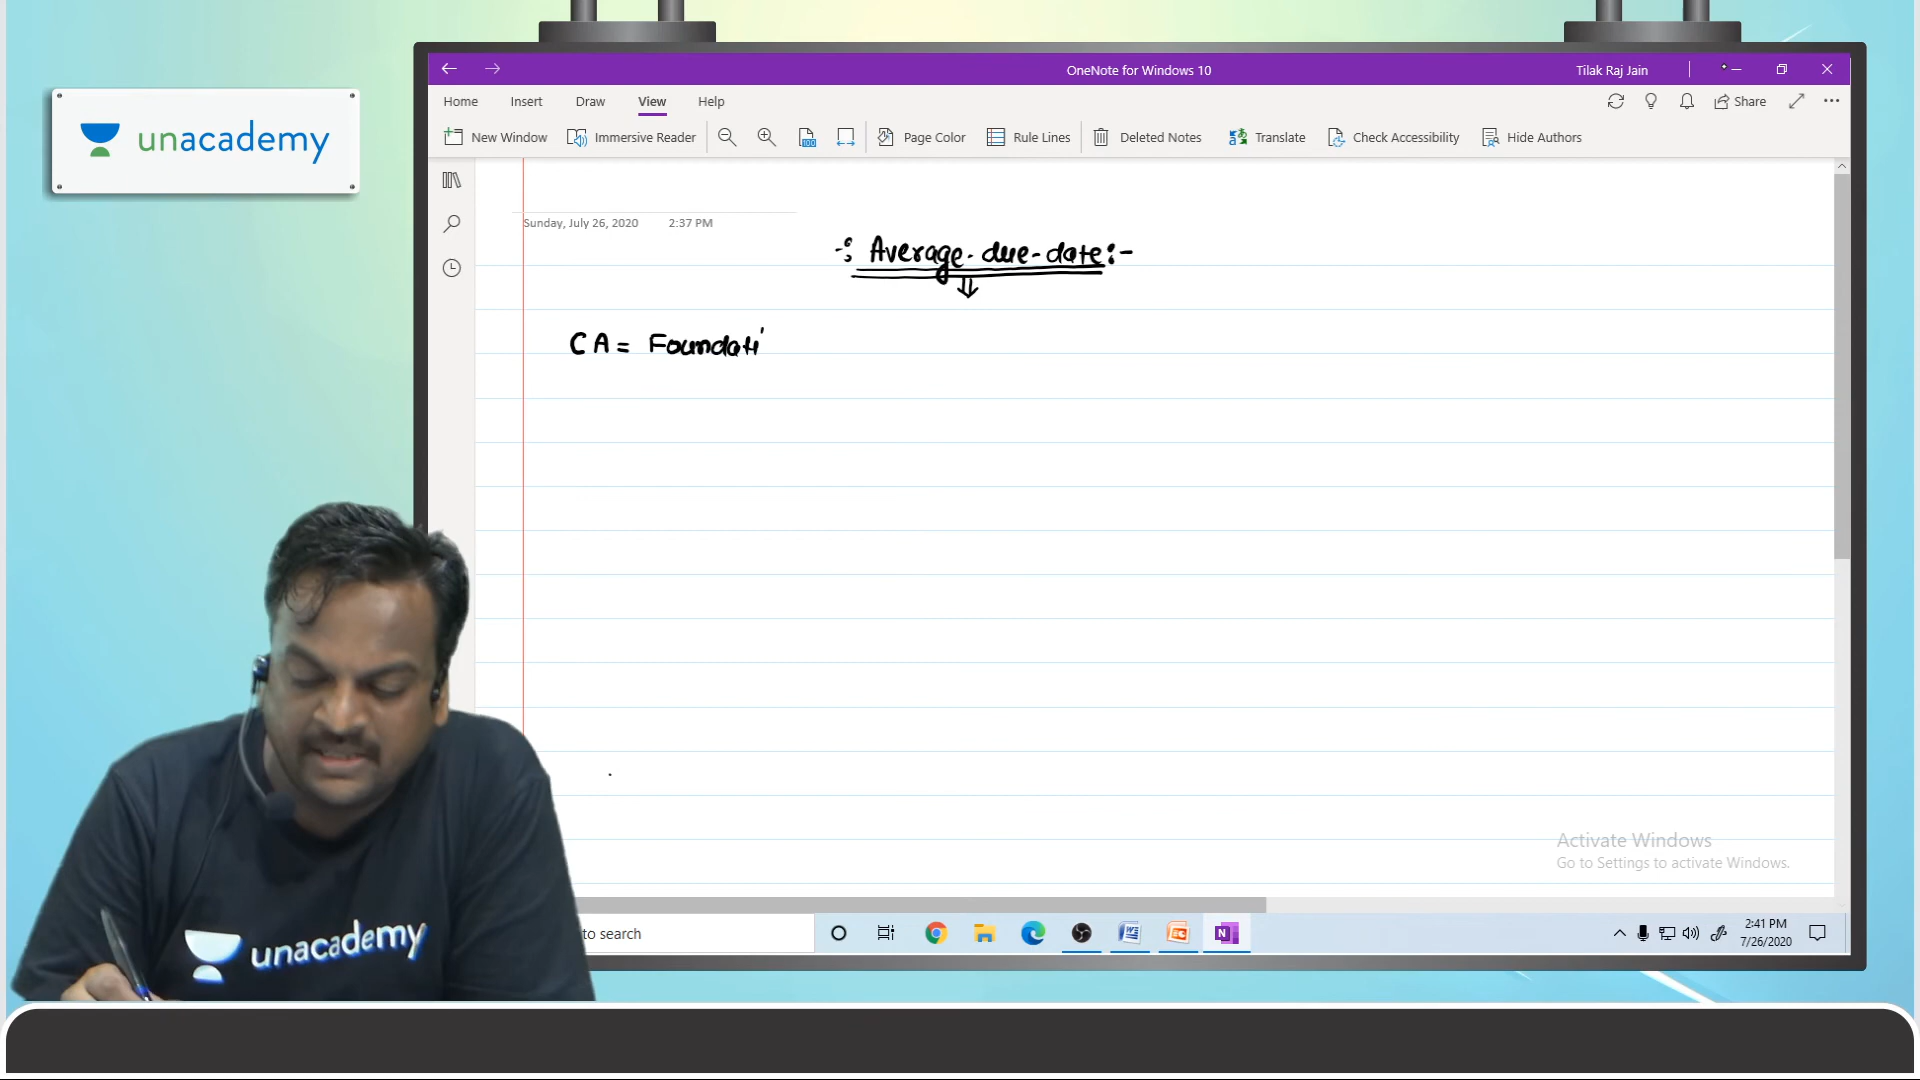 unacademy
OneNote for Windows 10
Tilak Raj Jain
Home Insert Draw View Help
Share
New Window Immersive Reader 100 Page Color Rule Lines Deleted Notes Translate Check Accessibility Hide Authors
Sunday, July 26, 2020 2:37 PM
-: Average-due-date:-
⇓
CA= Foundati
Activate Windows
Go to Settings to activate Windows.
unacademy
to search
2:41 PM
7/26/2020